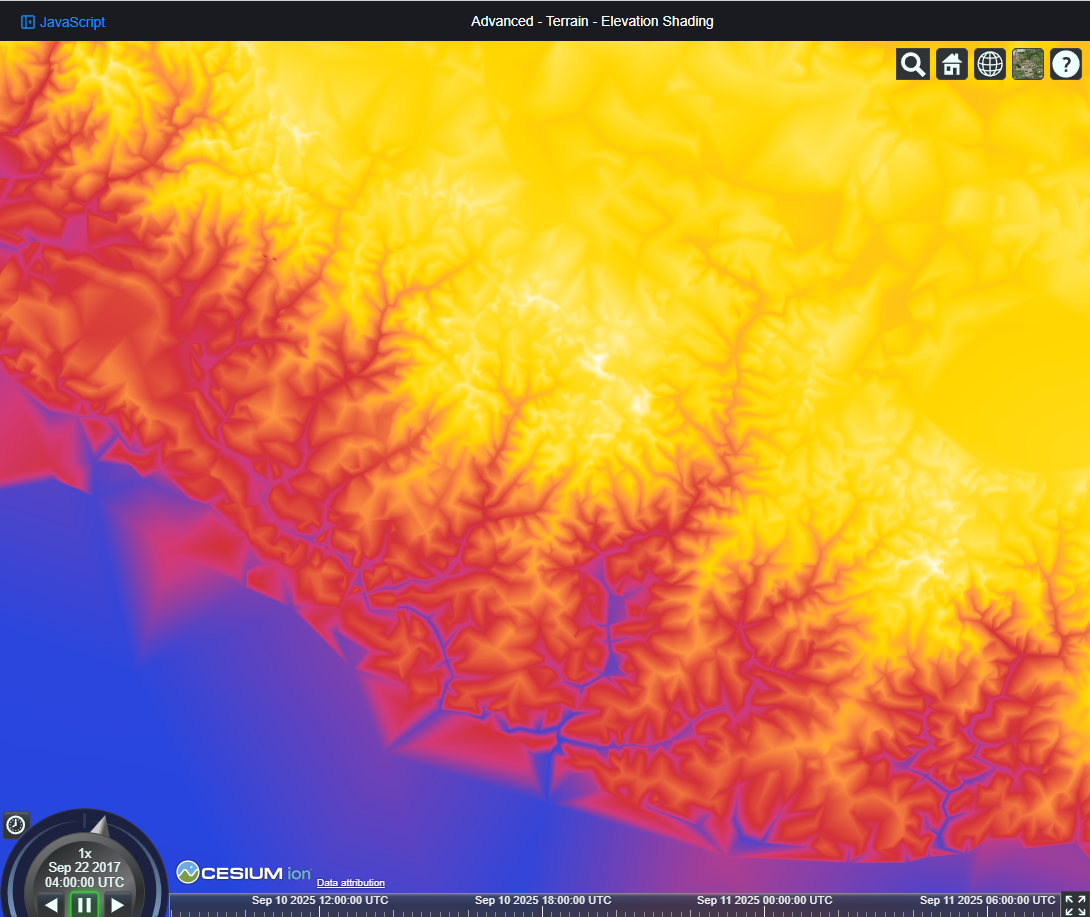 JavaScript
Advanced - Terrain - Elevation Shading
?
1x
Sep 22 2017
04:00:00 UTC
CESIUM ion
Data attribution
Sep 10 2025 12:00:00 UTC
Sep 10 2025 18:00:00 UTC
Sep 11 2025 00:00:00 UTC
Sep 11 2025 06:00:00 UTC